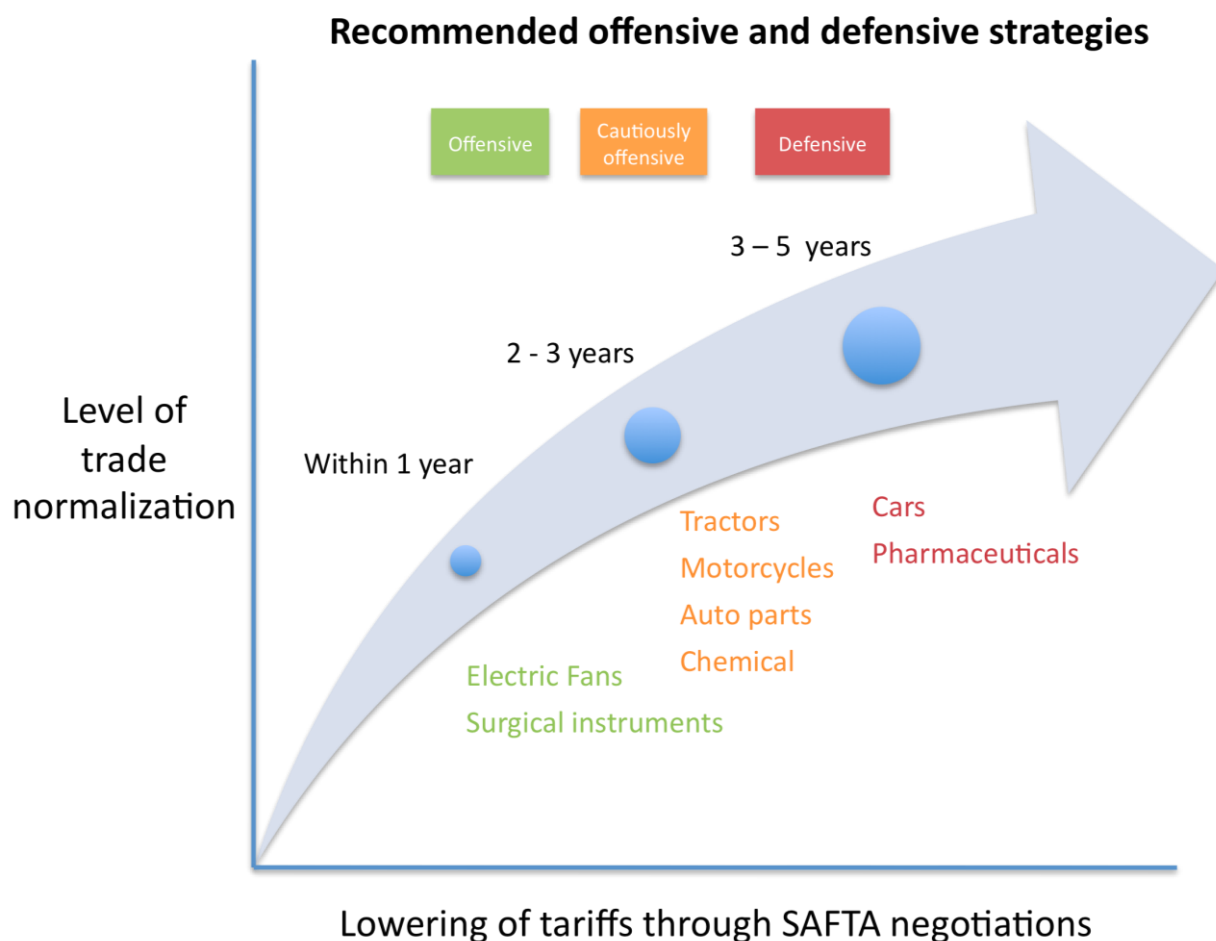 Recommended offensive and defensive strategies
Offensive
Cautiously
offensive
Defensive
3 – 5 years
2 - 3 years
Within 1 year
Level of
trade
normalization
Cars
Pharmaceuticals
Tractors
Motorcycles
Auto parts
Chemical
Electric Fans
Surgical instruments
Lowering of tariffs through SAFTA negotiations